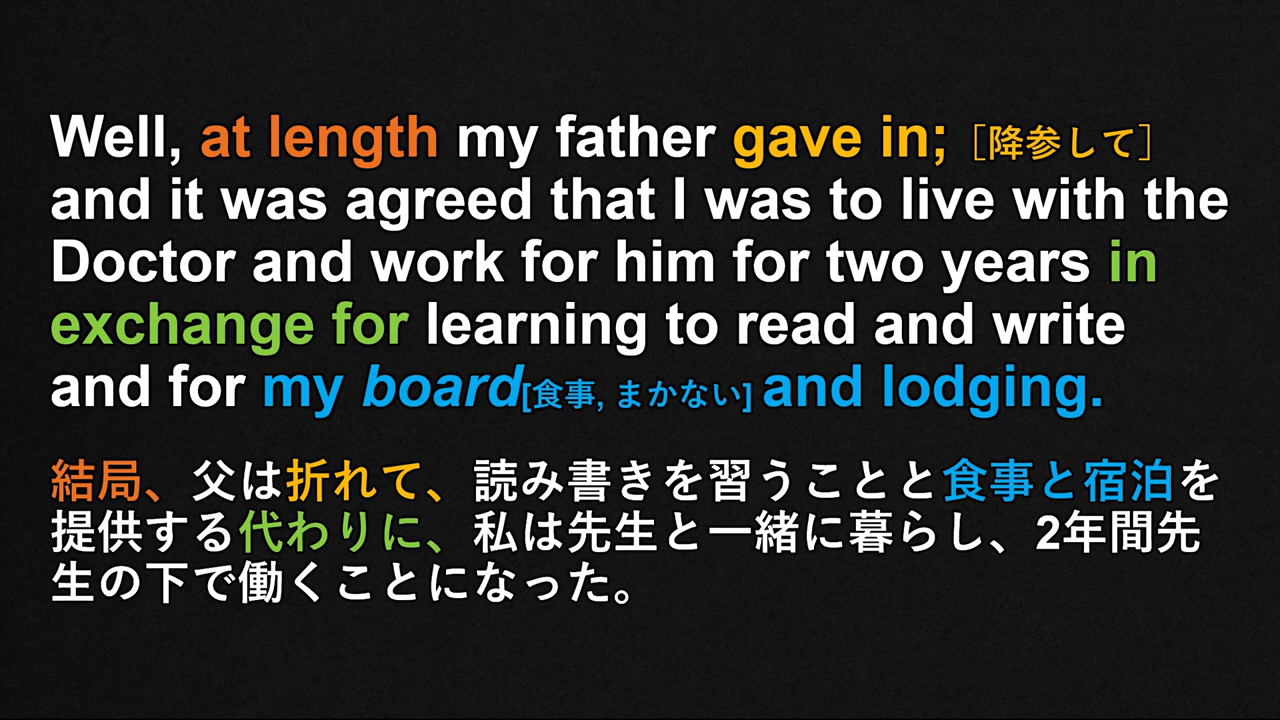 Well, at length my father gave in;［降参して］
and it was agreed that I was to live with the
Doctor and work for him for two years in
exchange for learning to read and write
and for my board[食事, まかない] and lodging.
結局、父は折れて、読み書きを習うことと食事と宿泊を
提供する代わりに、私は先生と一緒に暮らし、2年間先
生の下で働くことになった。